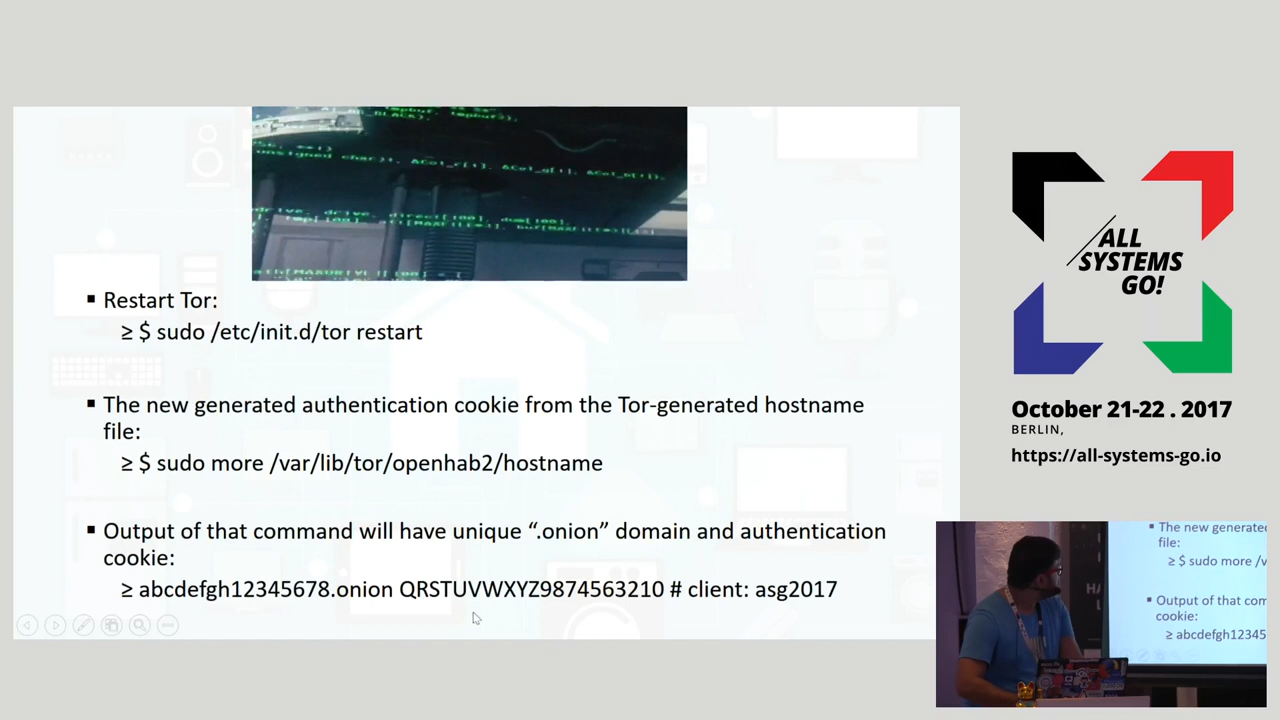 ▪ Restart Tor:
≥ $ sudo /etc/init.d/tor restart
▪ The new generated authentication cookie from the Tor-generated hostname
file:
≥ $ sudo more /var/lib/tor/openhab2/hostname
▪ Output of that command will have unique “.onion” domain and authentication
cookie:
≥ abcdefgh12345678.onion QRSTUVWXYZ9874563210 # client: asg2017
ALL
SYSTEMS
GO!
October 21-22 . 2017
BERLIN,
https://all-systems-go.io
▪ The new generate
file:
≥ $ sudo more /v
▪ Output of that com
cookie:
≥ abcdefgh12345